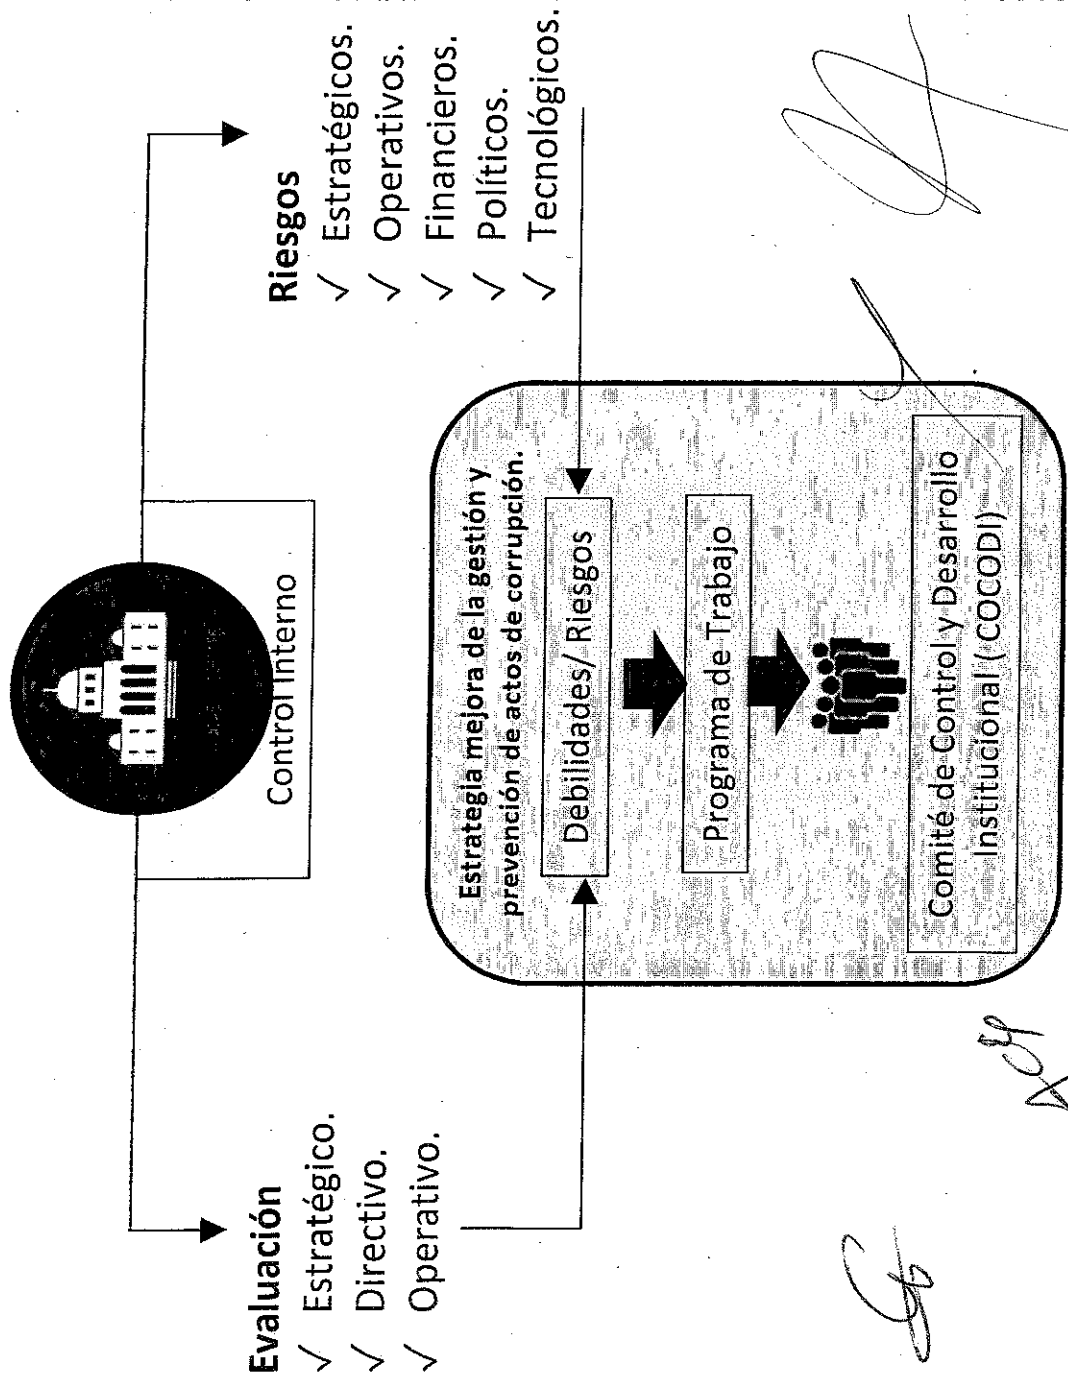 Control Interno
Evaluación
✓ Estratégico.
✓ Directivo.
✓ Operativo.
Riesgos
✓ Estratégicos.
✓ Operativos.
✓ Financieros.
✓ Políticos.
✓ Tecnológicos.
Estrategia mejora de la gestión y
prevención de actos de corrupción.
Debilidades/ Riesgos
Programa de Trabajo
Comité de Control y Desarrollo
Institucional ( COCODI)